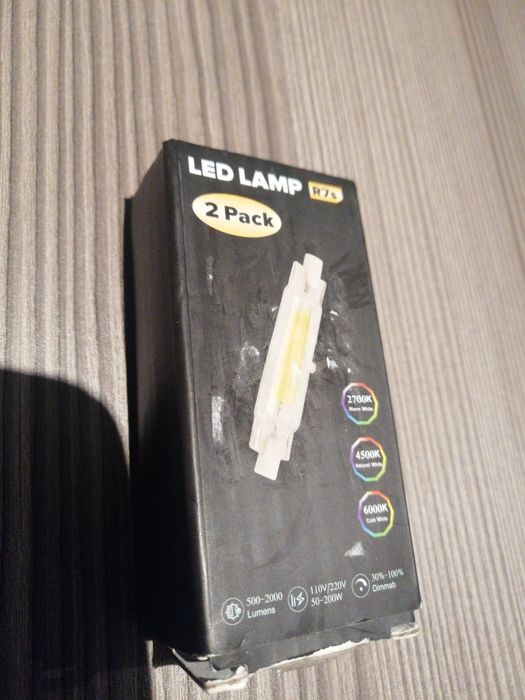 LED LAMP R7s
2 Pack
2700K
Warm White
4500K
Natural White
6000K
Cold White
500-2000
Lumens
110V/220V
50-200W
30%-100%
Dimmab